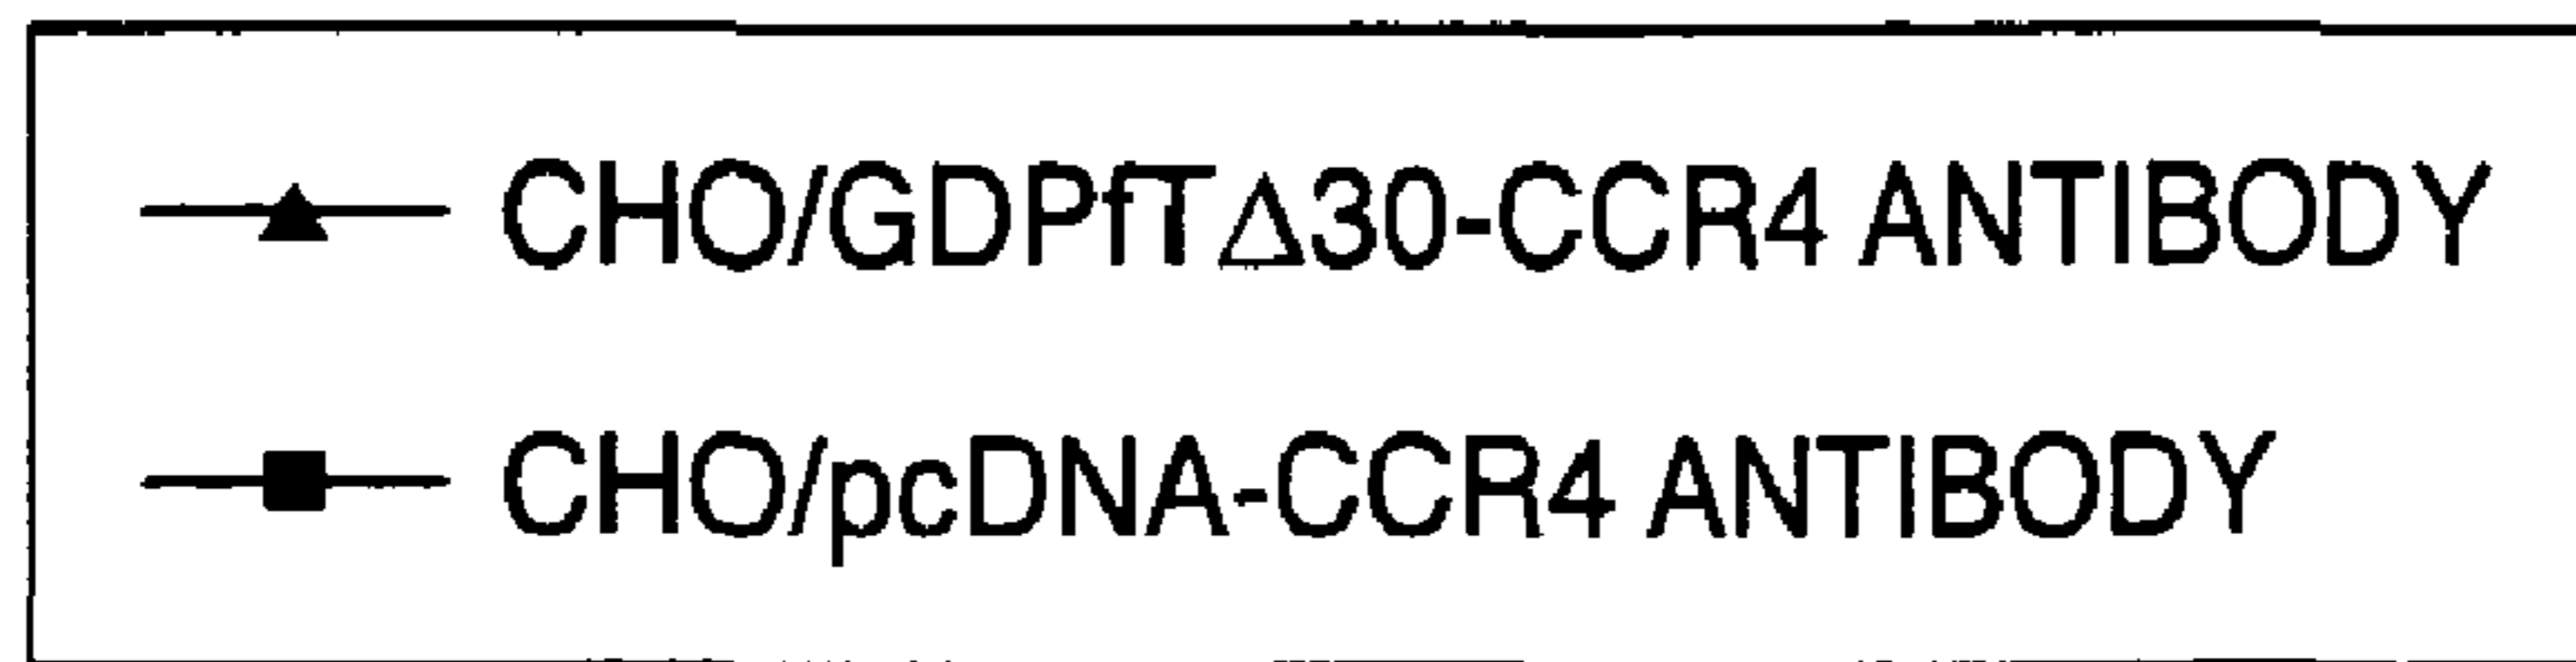 CHO/GDPfTΔ30-CCR4 ANTIBODY
CHO/pcDNA-CCR4 ANTIBODY